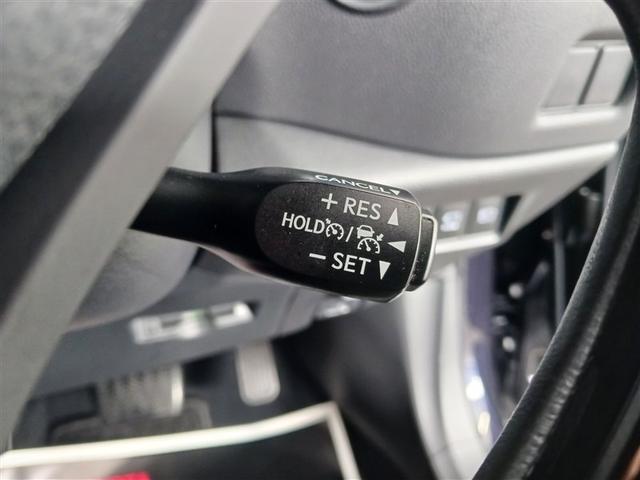 CANCEL▼
+ RES ▲
HOLD / ◀
− SET ▼